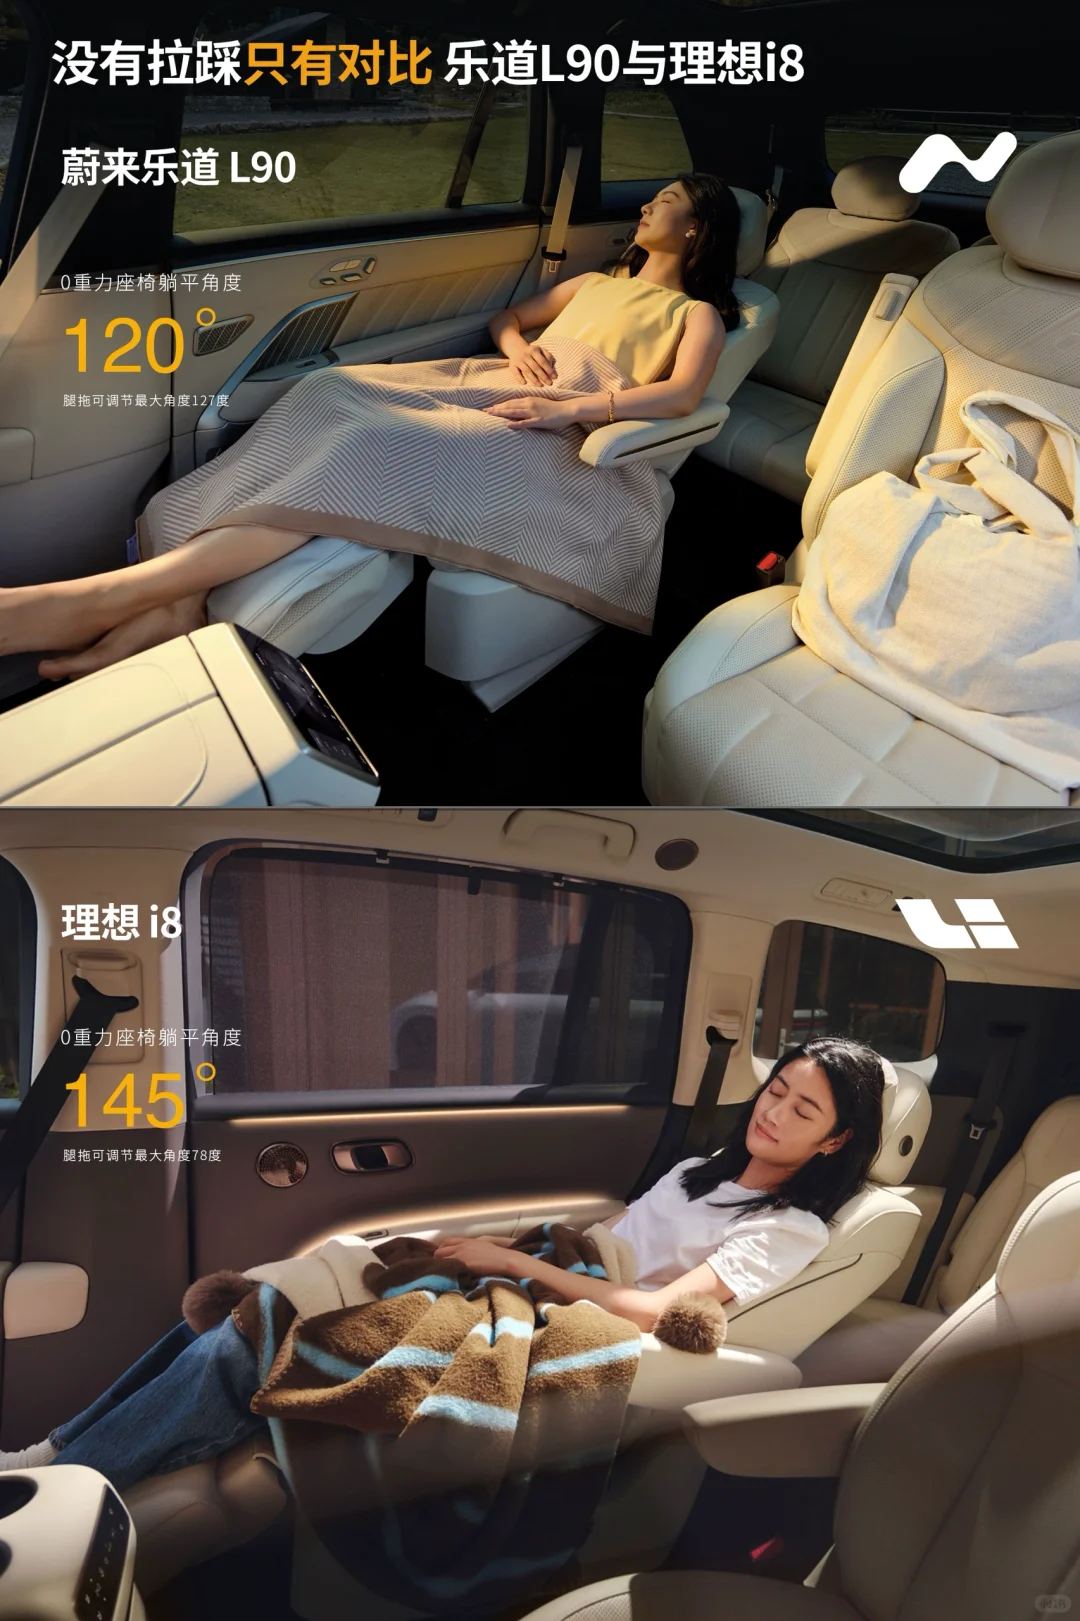 没有拉踩只有对比 乐道L90与理想i8
蔚来乐道 L90
0重力座椅躺平角度
120°
腿拖可调节最大角度127度
理想 i8
0重力座椅躺平角度
145°
腿拖可调节最大角度78度
小红书